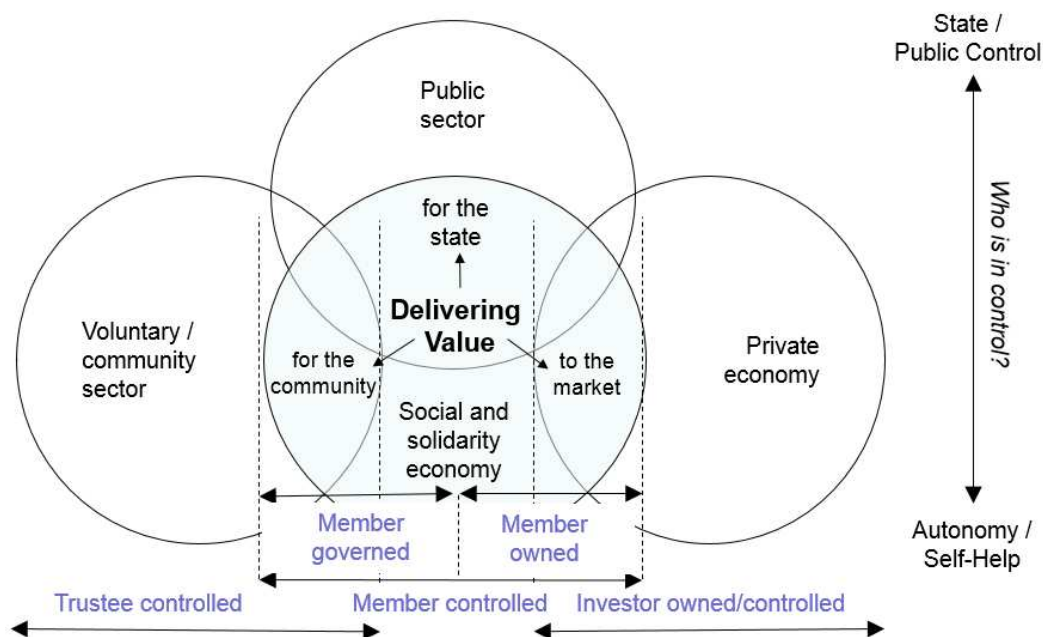 State /
Public Control
Public
sector
for the
state
Who is in control?
Delivering
Value
Voluntary /
community
sector
for the
community
to the
market
Private
economy
Social and
solidarity
economy
Member
governed
Member
owned
Autonomy /
Self-Help
Trustee controlled
Member controlled
Investor owned/controlled